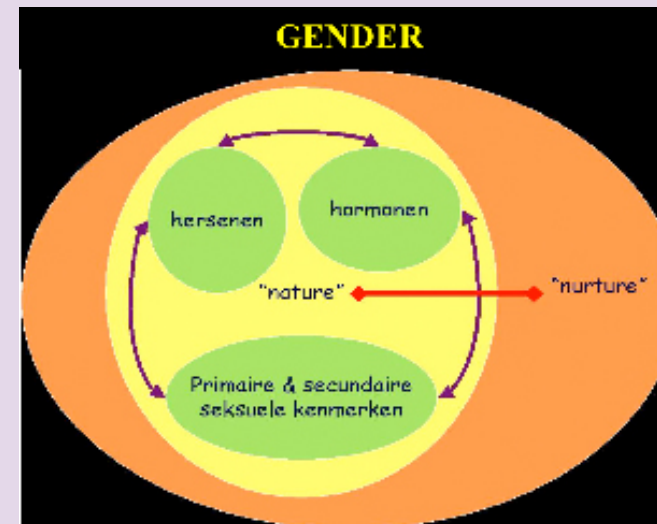 GENDER
hersenen
hormonen
"nature"
"nurture"
Primaire & secundaire
seksuele kenmerken